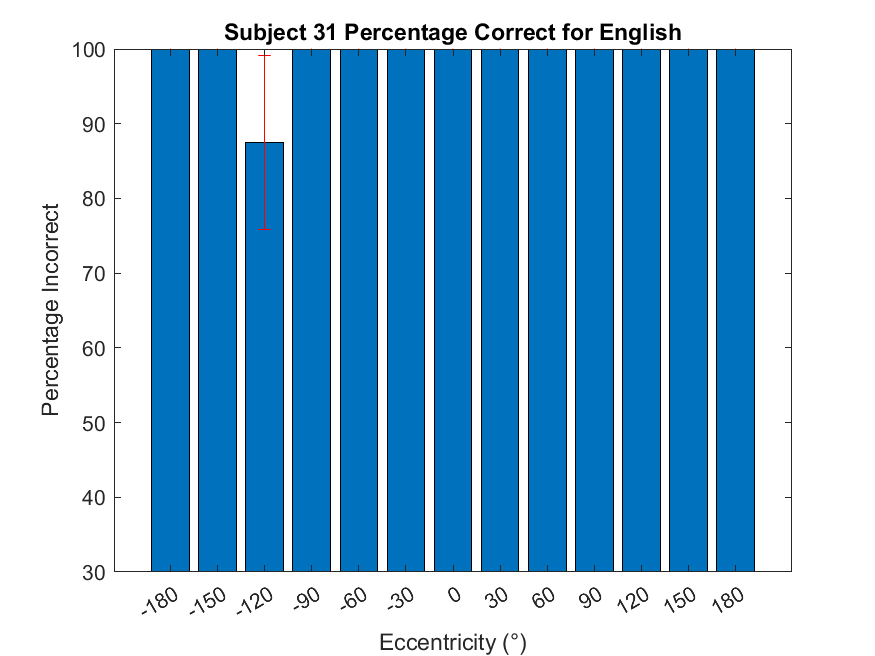 Subject 31 Percentage Correct for English
Percentage Incorrect
100
90
80
70
60
50
40
30
-180 -150 -120 -90 -60 -30 0 30 60 90 120 150 180
Eccentricity (°)